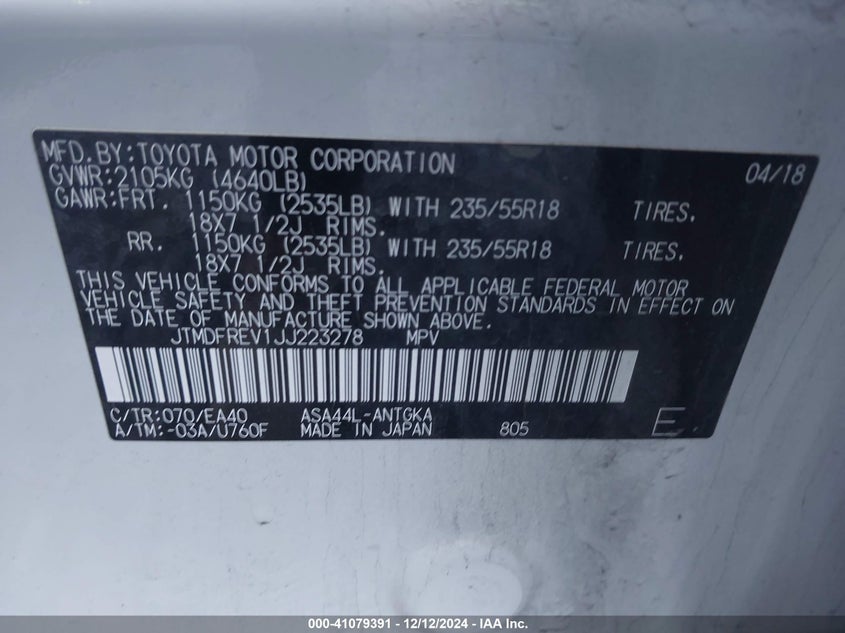 MFD.BY:TOYOTA MOTOR CORPORATION 04/18
GVWR:2105KG (4640LB)
GAWR:FRT. 1150KG (2535LB) WITH 235/55R18 TIRES.
18X7 1/2J RIMS.
RR. 1150KG (2535LB) WITH 235/55R18 TIRES.
18X7 1/2J RIMS.
THIS VEHICLE CONFORMS TO ALL APPLICABLE FEDERAL MOTOR
VEHICLE SAFETY AND THEFT PREVENTION STANDARDS IN EFFECT ON
THE DATE OF MANUFACTURE SHOWN ABOVE.
JTMDFREV1JJ223278 MPV
C/TR:070/EA40 ASA44L-ANTGKA
A/TM:-03A/U760F MADE IN JAPAN 805 E
000-41079391 - 12/12/2024 - IAA Inc.